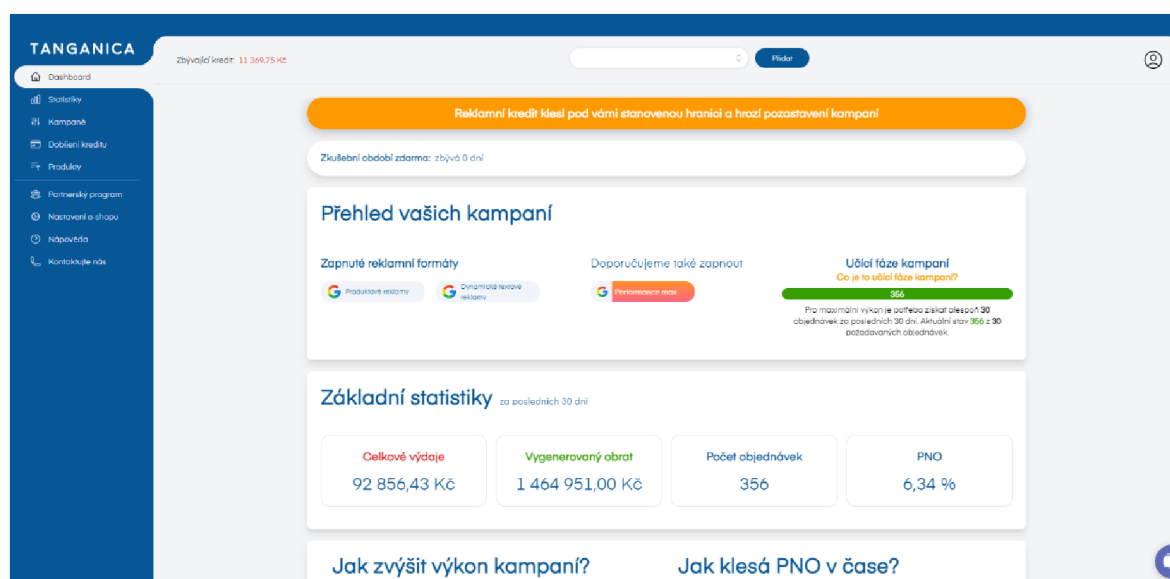 TANGANICA
Dashboard
Statistiky
Kampaně
Dobíjení kreditu
Produkty
Partnerský program
Nastavení e-shopu
Nápověda
Kontaktujte nás
Zbývající kredit: 11 369,75 Kč
Přidat
Reklamní kredit klesl pod vámi stanovenou hranici a hrozí pozastavení kampaní
Zkušební období zdarma: zbývá 0 dní
Přehled vašich kampaní
Zapnuté reklamní formáty
Produktové reklamy
Dynamické textové
reklamy
Doporučujeme také zapnout
Performance max
Učící fáze kampaní
Co je to učící fáze kampaní?
356
Pro maximální výkon je potřeba získat alespoň 30
objednávek za posledních 30 dní. Aktuální stav 356 z 30
požadovaných objednávek.
Základní statistiky za posledních 30 dní
Celkové výdaje
92 856,43 Kč
Vygenerovaný obrat
1 464 951,00 Kč
Počet objednávek
356
PNO
6,34 %
Jak zvýšit výkon kampaní?
Jak klesá PNO v čase?